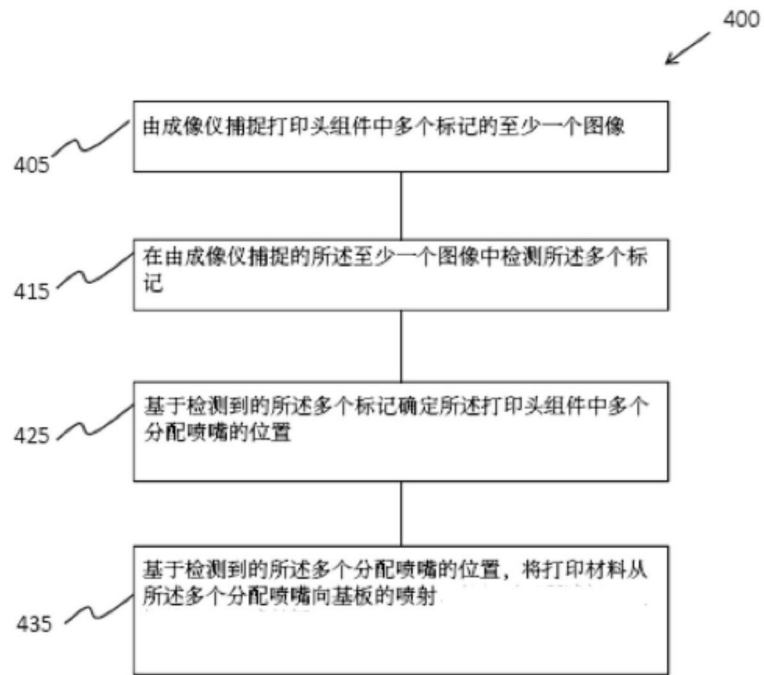 400
405
由成像仪捕捉打印头组件中多个标记的至少一个图像
415
在由成像仪捕捉的所述至少一个图像中检测所述多个标
记
425
基于检测到的所述多个标记确定所述打印头组件中多个
分配喷嘴的位置
435
基于检测到的所述多个分配喷嘴的位置，将打印材料从
所述多个分配喷嘴向基板的喷射